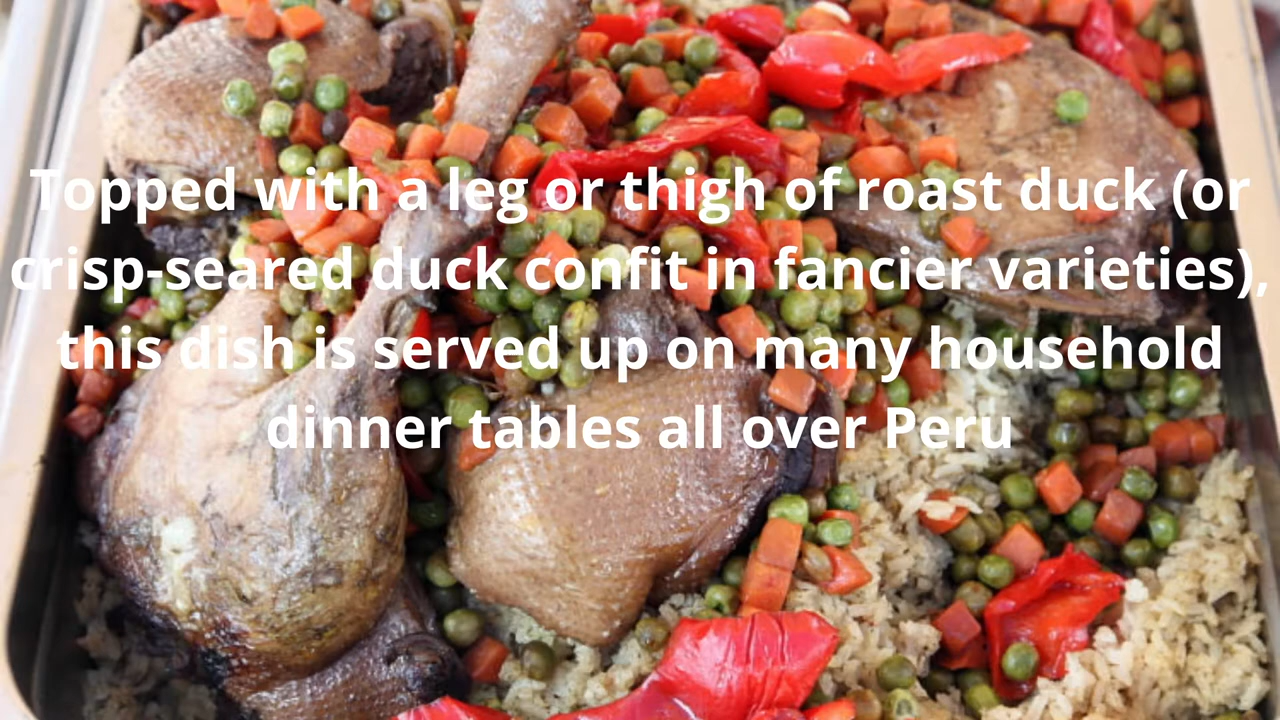 Topped with a leg or thigh of roast duck (or
crisp-seared duck confit in fancier varieties),
this dish is served up on many household
dinner tables all over Peru